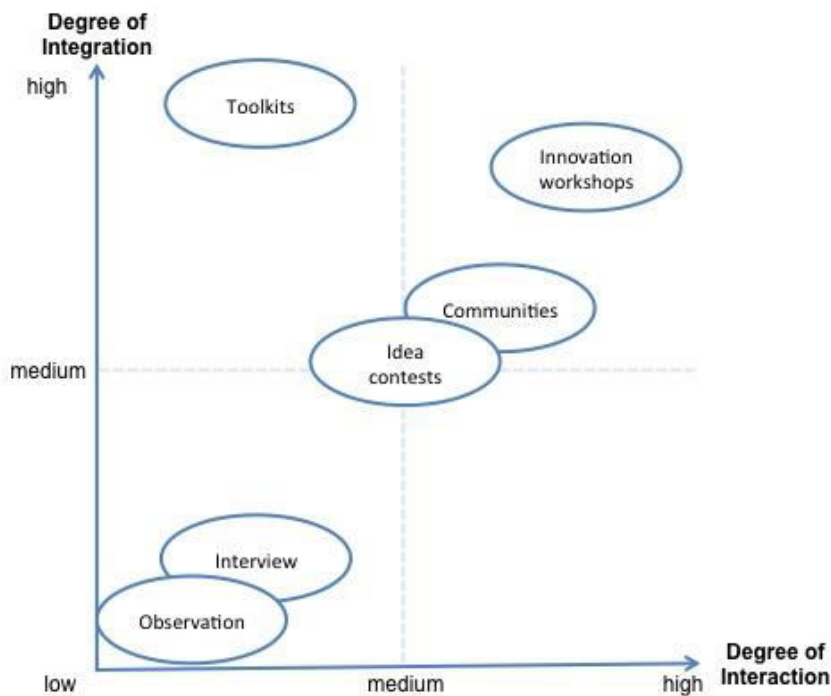 Degree of
Integration
high
Toolkits
Innovation
workshops
Communities
Idea
contests
medium
Interview
Observation
low
medium
high
Degree of
Interaction